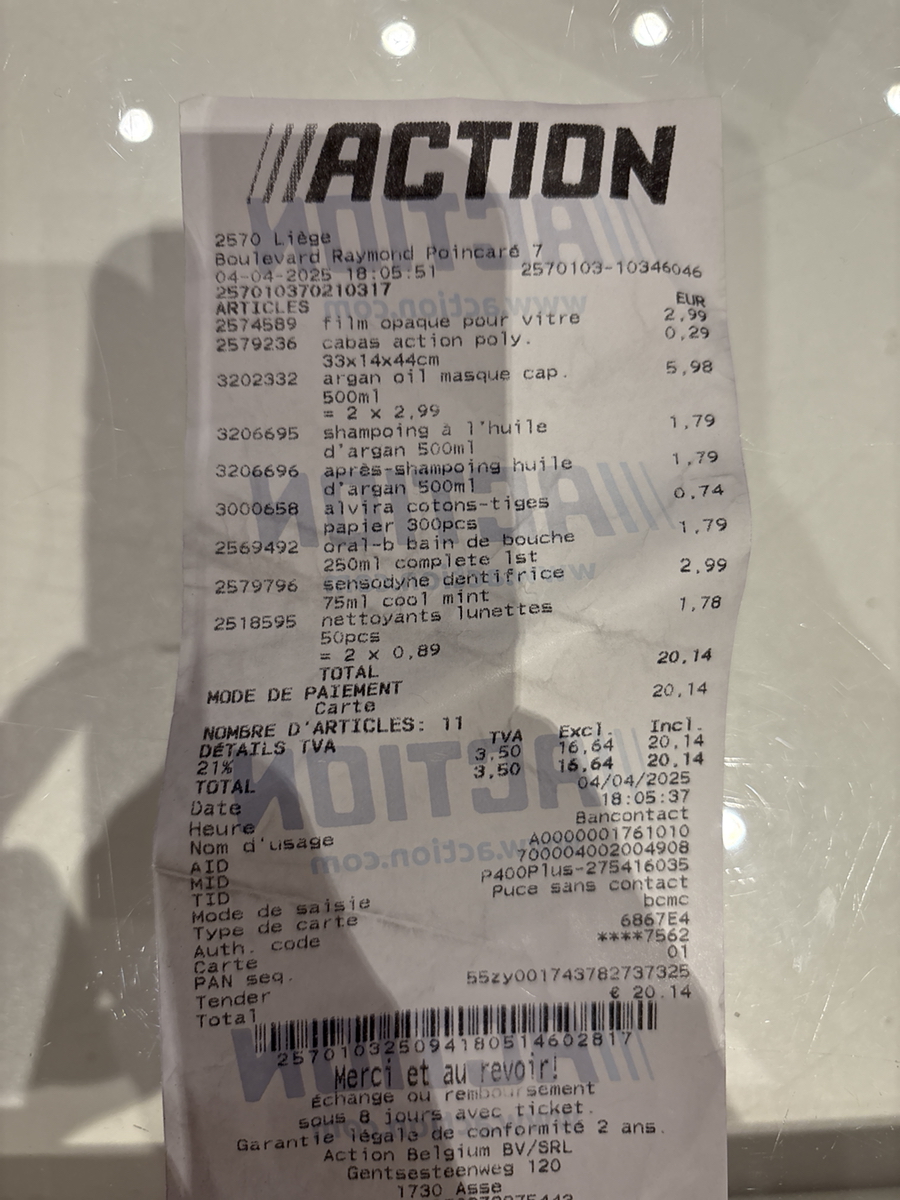 ACTION
2570 Liège
Boulevard Raymond Poincaré 7
04-04-2025 18:05:51 2570103-10346046
257010370210317
ARTICLES EUR
2574589 film opaque pour vitre 2,99
2579236 cabas action poly. 0,29
33x14x44cm
3202332 argan oil masque cap. 5,98
500ml
= 2 x 2,99
3206695 shampoing à l'huile 1,79
d'argan 500ml
3206696 après-shampoing huile 1,79
d'argan 500ml
3000658 alvira cotons-tiges 0,74
papier 300pcs
2569492 oral-b bain de bouche 1,79
250ml complete 1st
2579796 sensodyne dentifrice 2,99
75ml cool mint
2518595 nettoyants lunettes 1,78
50pcs
= 2 x 0,89
TOTAL 20,14
MODE DE PAIEMENT
Carte 20,14
NOMBRE D'ARTICLES: 11
DÉTAILS TVA TVA Excl. Incl.
21% 3,50 16,64 20,14
TOTAL 3,50 16,64 20,14
Date 04/04/2025
Heure 18:05:37
Nom d'usage Bancontact
AID A0000001761010
MID 700004002004908
TID P400Plus-275416035
Mode de saisie Puce sans contact
Type de carte bcmc
Auth. code 6867E4
Carte ****7562
PAN seq. 01
Tender 55zy001743782737325
Total € 20.14
257010325094180514602817
Merci et au revoir!
Échange ou remboursement
sous 8 jours avec ticket.
Garantie légale de conformité 2 ans.
Action Belgium BV/SRL
Gentsesteenweg 120
1730 Asse